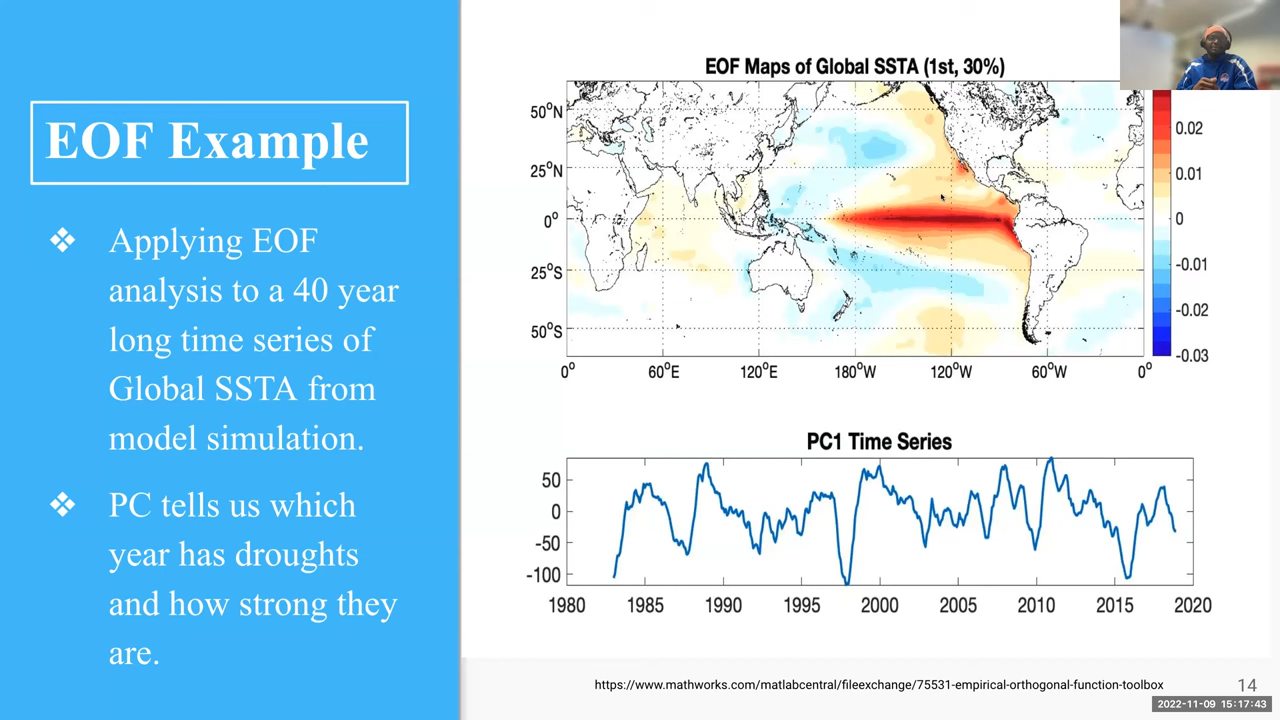 EOF Example
❖ Applying EOF
analysis to a 40 year
long time series of
Global SSTA from
model simulation.
❖ PC tells us which
year has droughts
and how strong they
are.
EOF Maps of Global SSTA (1st, 30%)
50°N
25°N
0°
25°S
50°S
0° 60°E 120°E 180°W 120°W 60°W 0°
0.02
0.01
0
-0.01
-0.02
-0.03
PC1 Time Series
50
0
-50
-100
1980 1985 1990 1995 2000 2005 2010 2015 2020
https://www.mathworks.com/matlabcentral/fileexchange/75531-empirical-orthogonal-function-toolbox
14
2022-11-09 15:17:43